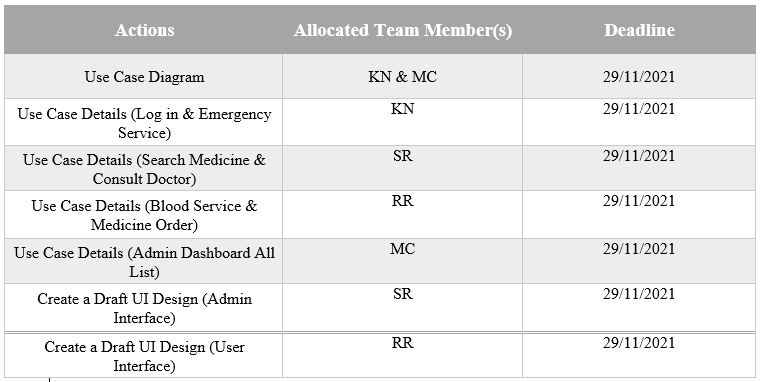 Actions Allocated Team Member(s) Deadline
Use Case Diagram KN & MC 29/11/2021
Use Case Details (Log in & Emergency KN 29/11/2021
Service)
Use Case Details (Search Medicine & SR 29/11/2021
Consult Doctor)
Use Case Details (Blood Service & RR 29/11/2021
Medicine Order)
Use Case Details (Admin Dashboard All MC 29/11/2021
List)
Create a Draft UI Design (Admin SR 29/11/2021
Interface)
Create a Draft UI Design (User RR 29/11/2021
Interface)